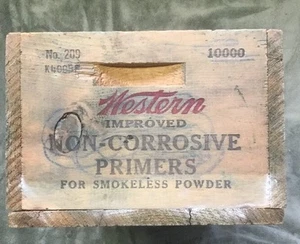 No. 209 10000
Western
IMPROVED
NON-CORROSIVE
PRIMERS
FOR SMOKELESS POWDER